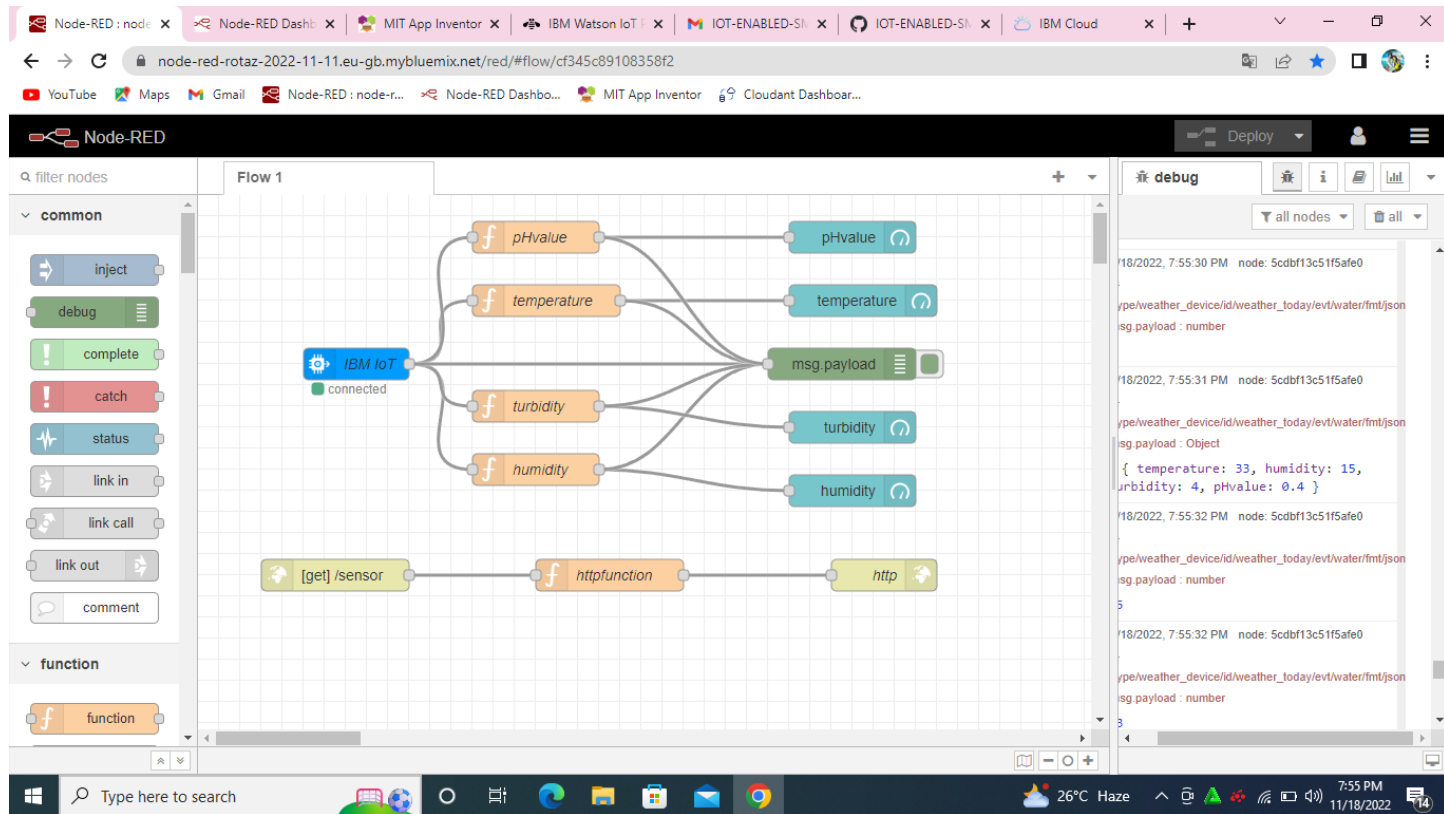 Node-RED : node
Node-RED Dashb
MIT App Inventor
IBM Watson IoT P
IOT-ENABLED-SM
IOT-ENABLED-SM
IBM Cloud
node-red-rotaz-2022-11-11.eu-gb.mybluemix.net/red/#flow/cf345c89108358f2
YouTube
Maps
Gmail
Node-RED : node-r...
Node-RED Dashbo...
MIT App Inventor
Cloudant Dashboar...
Node-RED
Deploy
filter nodes
Flow 1
debug
common
all nodes
all
inject
debug
complete
catch
status
link in
link call
link out
comment
function
function
pHvalue
temperature
IBM IoT
connected
turbidity
humidity
pHvalue
temperature
msg.payload
turbidity
humidity
[get] /sensor
httpfunction
http
/18/2022, 7:55:30 PM node: 5cdbf13c51f5afe0
ype/weather_device/id/weather_today/evt/water/fmt/json
sg.payload : number
/18/2022, 7:55:31 PM node: 5cdbf13c51f5afe0
ype/weather_device/id/weather_today/evt/water/fmt/json
msg.payload : Object
{ temperature: 33, humidity: 15,
urbidity: 4, pHvalue: 0.4 }
/18/2022, 7:55:32 PM node: 5cdbf13c51f5afe0
ype/weather_device/id/weather_today/evt/water/fmt/json
sg.payload : number
5
/18/2022, 7:55:32 PM node: 5cdbf13c51f5afe0
ype/weather_device/id/weather_today/evt/water/fmt/json
sg.payload : number
3
Type here to search
26°C Haze
7:55 PM
11/18/2022
14